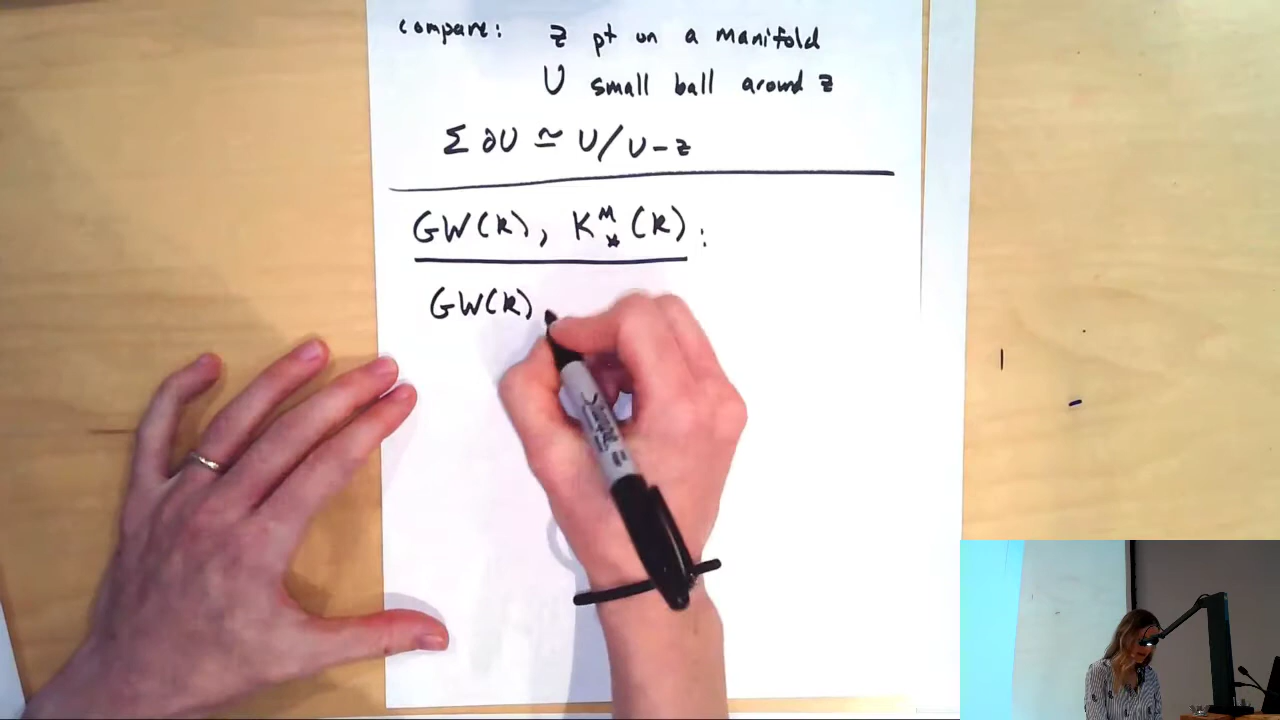 compare: z pt on a manifold
U small ball around z
Σ ∂U ≃ U/U-z
GW(k), K^M_*(k):
GW(k)